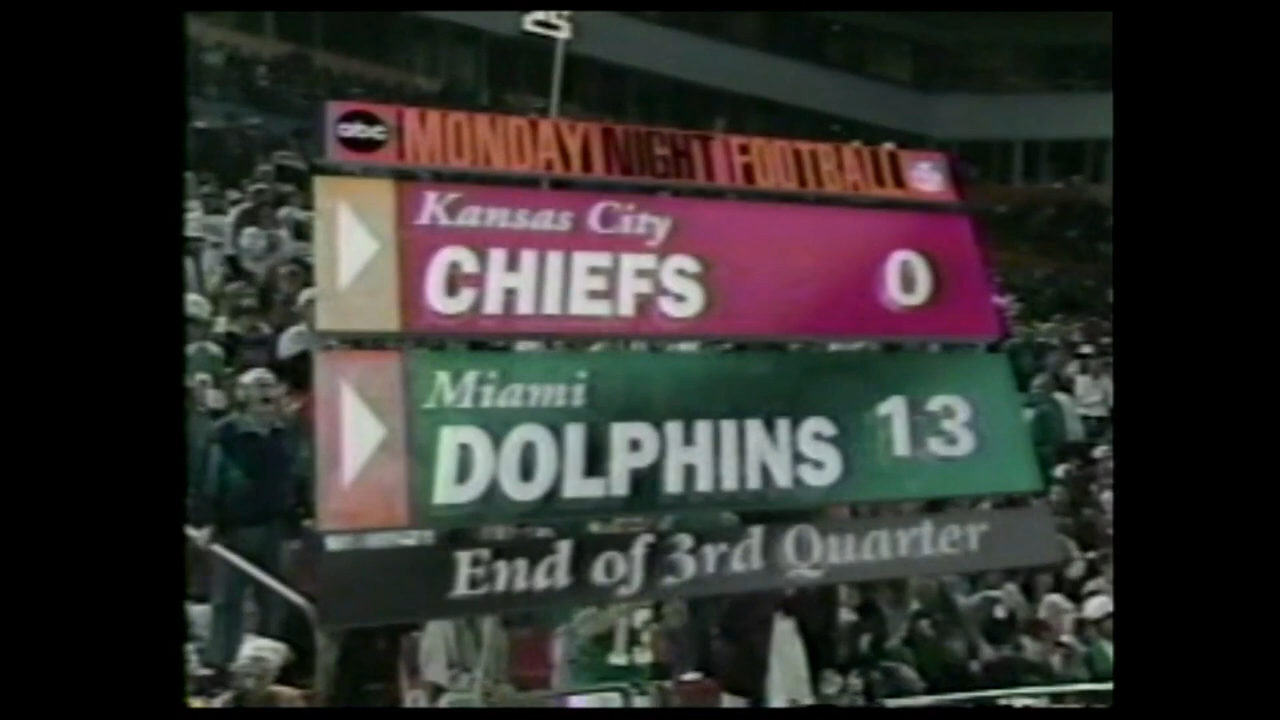 abc MONDAY NIGHT FOOTBALL
Kansas City
CHIEFS 0
Miami
DOLPHINS 13
End of 3rd Quarter